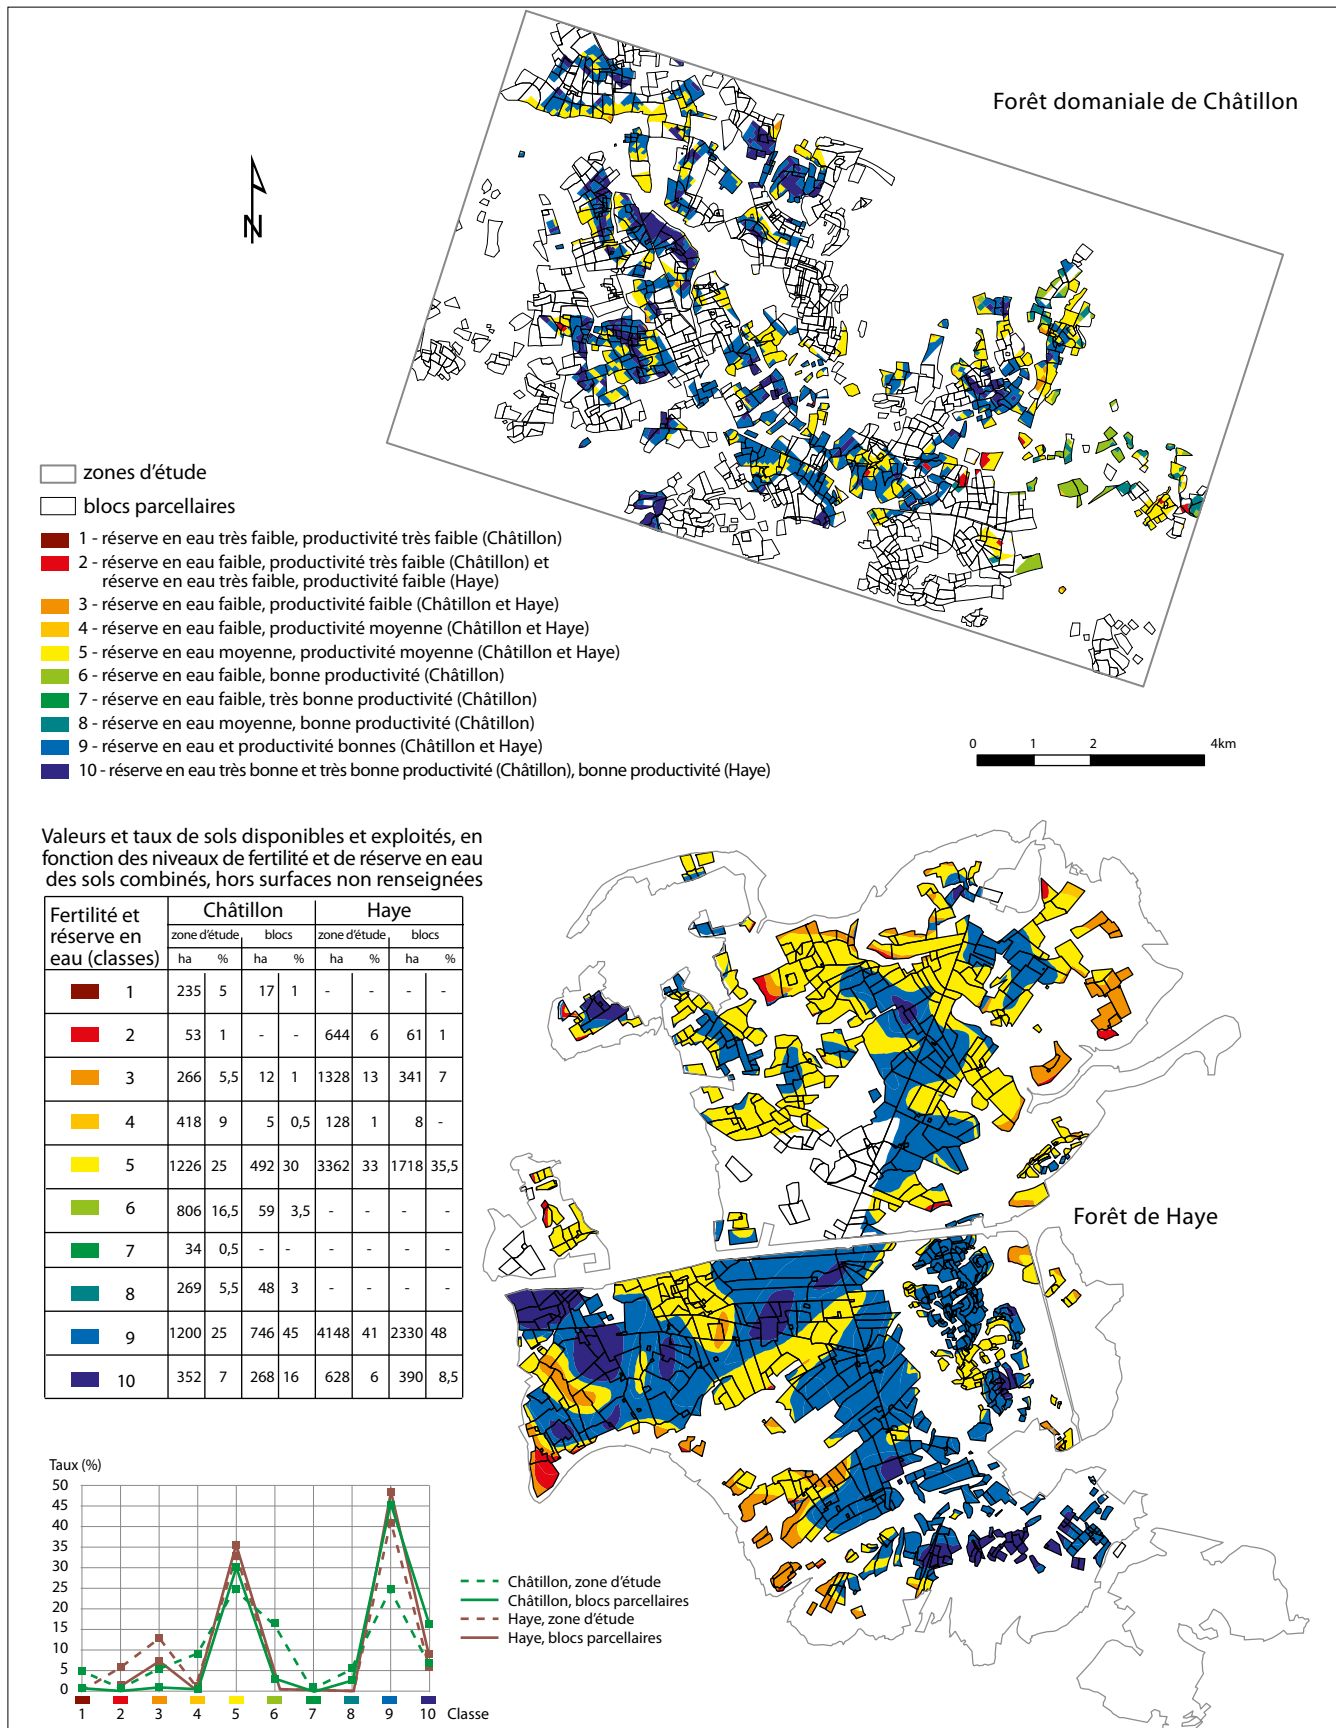 Forêt domaniale de Châtillon
N
zones d'étude
blocs parcellaires
1 - réserve en eau très faible, productivité très faible (Châtillon)
2 - réserve en eau faible, productivité très faible (Châtillon) et
réserve en eau très faible, productivité faible (Haye)
3 - réserve en eau faible, productivité faible (Châtillon et Haye)
4 - réserve en eau faible, productivité moyenne (Châtillon et Haye)
5 - réserve en eau moyenne, productivité moyenne (Châtillon et Haye)
6 - réserve en eau faible, bonne productivité (Châtillon)
7 - réserve en eau faible, très bonne productivité (Châtillon)
8 - réserve en eau moyenne, bonne productivité (Châtillon)
9 - réserve en eau et productivité bonnes (Châtillon et Haye)
10 - réserve en eau très bonne et très bonne productivité (Châtillon), bonne productivité (Haye)
0 1 2 4km
Valeurs et taux de sols disponibles et exploités, en
fonction des niveaux de fertilité et de réserve en eau
des sols combinés, hors surfaces non renseignées
Fertilité et réserve en eau (classes) Châtillon Haye
zone d'étude blocs zone d'étude blocs
ha % ha % ha % ha %
1 235 5 17 1 - - - -
2 53 1 - - 644 6 61 1
3 266 5,5 12 1 1328 13 341 7
4 418 9 5 0,5 128 1 8 -
5 1226 25 492 30 3362 33 1718 35,5
6 806 16,5 59 3,5 - - - -
7 34 0,5 - - - - - -
8 269 5,5 48 3 - - - -
9 1200 25 746 45 4148 41 2330 48
10 352 7 268 16 628 6 390 8,5
Forêt de Haye
Taux (%)
50
45
40
35
30
25
20
15
10
5
0
1 2 3 4 5 6 7 8 9 10 Classe
Châtillon, zone d'étude
Châtillon, blocs parcellaires
Haye, zone d'étude
Haye, blocs parcellaires